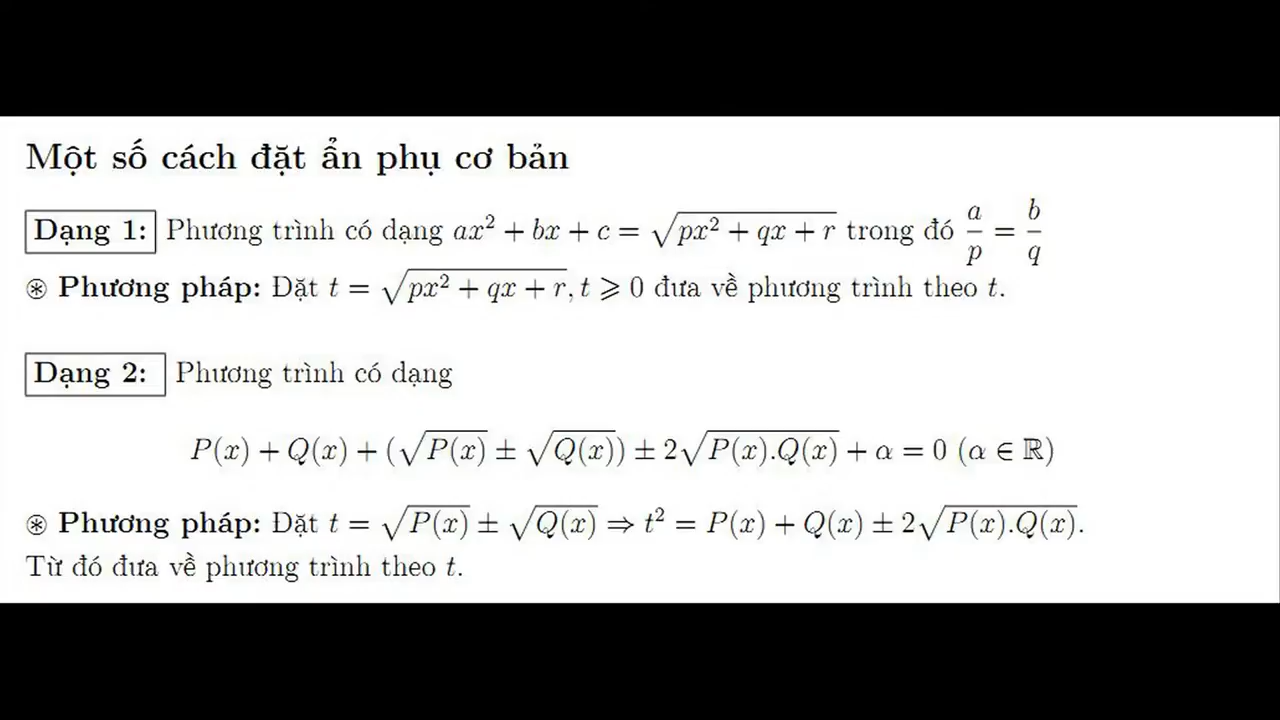 Một số cách đặt ẩn phụ cơ bản
Dạng 1: Phương trình có dạng $ax^2 + bx + c = \sqrt{px^2 + qx + r}$ trong đó $\dfrac{a}{p} = \dfrac{b}{q}$
⊛ Phương pháp: Đặt $t = \sqrt{px^2 + qx + r}, t \geqslant 0$ đưa về phương trình theo $t$.
Dạng 2: Phương trình có dạng
$P(x) + Q(x) + (\sqrt{P(x)} \pm \sqrt{Q(x)}) \pm 2\sqrt{P(x).Q(x)} + \alpha = 0 \ (\alpha \in \mathbb{R})$
⊛ Phương pháp: Đặt $t = \sqrt{P(x)} \pm \sqrt{Q(x)} \Rightarrow t^2 = P(x) + Q(x) \pm 2\sqrt{P(x).Q(x)}$.
Từ đó đưa về phương trình theo $t$.